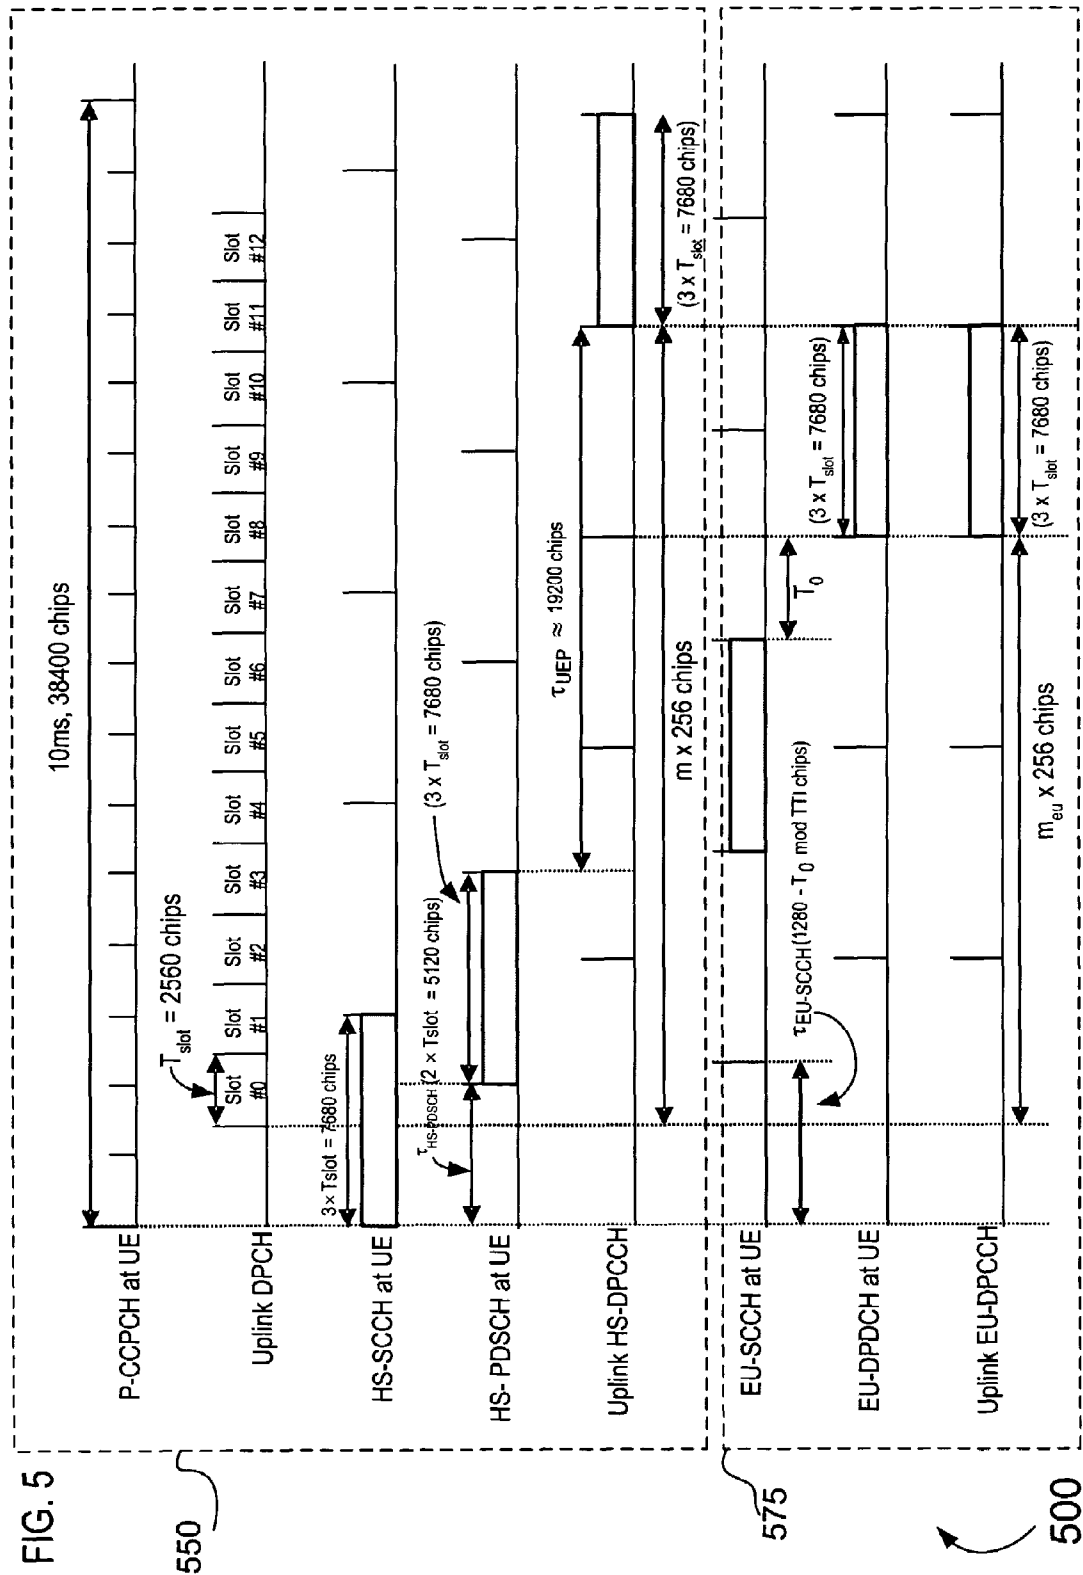 FIG. 5
550
10ms, 38400 chips
P-CCPCH at UE
T_slot = 2560 chips
Uplink DPCH
Slot #0
Slot #1
Slot #2
Slot #3
Slot #4
Slot #5
Slot #6
Slot #7
Slot #8
Slot #9
Slot #10
Slot #11
Slot #12
HS-SCCH at UE
3 × Tslot = 7680 chips
HS- PDSCH at UE
τ_HS-PDSCH (2 × Tslot = 5120 chips)
(3 x T_slot = 7680 chips)
Uplink HS-DPCCH
τ_UEP ≈ 19200 chips
m x 256 chips
(3 x T_slot = 7680 chips)
575
EU-SCCH at UE
τ_EU-SCCH (1280 - T_0 mod TTI chips)
T_0
EU-DPDCH at UE
(3 x T_slot = 7680 chips)
Uplink EU-DPCCH
m_eu x 256 chips
(3 x T_slot = 7680 chips)
500